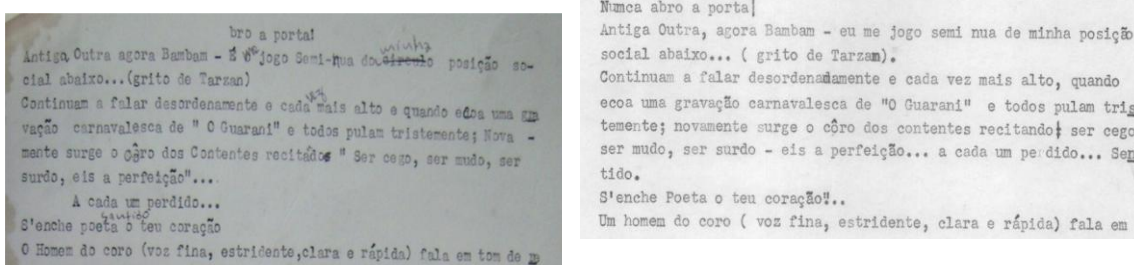 bro a porta!
minha
Antiga, Outra agora Bambam - É me jogo Semi-nua do circulo posição so-
cial abaixo...(grito de Tarzan)
vez
Continuam a falar desordenamente e cada mais alto e quando ecoa uma gra
vação carnavalesca de " O Guarani" e todos pulam tristemente; Nova -
mente surge o côro dos Contentes recitados " Ser cego, ser mudo, ser
surdo, eis a perfeição"...
A cada um perdido...
S'enche poeta o teu coração
O Homem do coro (voz fina, estridente,clara e rápida) fala em tom de
Nunca abro a porta!
Antiga Outra, agora Bambam - eu me jogo semi nua de minha posição
social abaixo... ( grito de Tarzam).
Continuam a falar desordenadamente e cada vez mais alto, quando
ecoa uma gravação carnavalesca de "O Guarani" e todos pulam tris
temente; novamente surge o côro dos contentes recitando: ser cego
ser mudo, ser surdo - eis a perfeição... a cada um perdido... Sen
tido.
S'enche Poeta o teu coração"..
Um homem do coro ( voz fina, estridente, clara e rápida) fala em